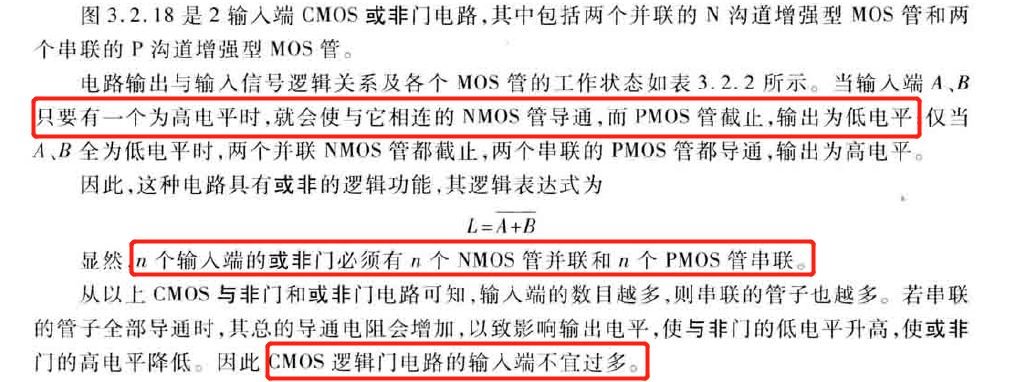 图 3.2.18 是 2 输入端 CMOS 或非门电路,其中包括两个并联的 N 沟道增强型 MOS 管和两
个串联的 P 沟道增强型 MOS 管。
电路输出与输入信号逻辑关系及各个 MOS 管的工作状态如表 3.2.2 所示。当输入端 A、B
只要有一个为高电平时,就会使与它相连的 NMOS 管导通,而 PMOS 管截止,输出为低电平,仅当
A、B 全为低电平时,两个并联 NMOS 管都截止,两个串联的 PMOS 管都导通,输出为高电平。
因此,这种电路具有或非的逻辑功能,其逻辑表达式为
L=\overline{A+B}
显然,n 个输入端的或非门必须有 n 个 NMOS 管并联和 n 个 PMOS 管串联。
从以上 CMOS 与非门和或非门电路可知,输入端的数目越多,则串联的管子也越多。若串联
的管子全部导通时,其总的导通电阻会增加,以致影响输出电平,使与非门的低电平升高,使或非
门的高电平降低。因此 CMOS 逻辑门电路的输入端不宜过多。